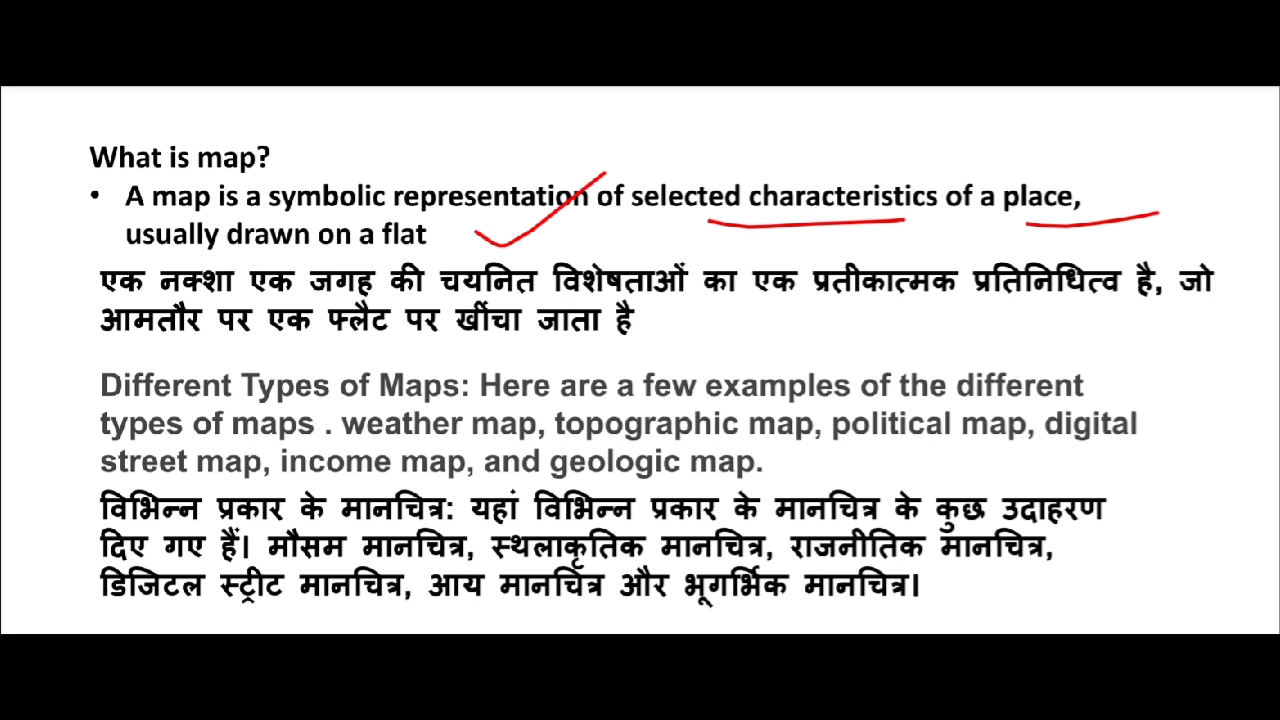 What is map?
• A map is a symbolic representation of selected characteristics of a place,
usually drawn on a flat
एक नक्शा एक जगह की चयनित विशेषताओं का एक प्रतीकात्मक प्रतिनिधित्व है, जो
आमतौर पर एक फ्लैट पर खींचा जाता है
Different Types of Maps: Here are a few examples of the different
types of maps . weather map, topographic map, political map, digital
street map, income map, and geologic map.
विभिन्न प्रकार के मानचित्र: यहां विभिन्न प्रकार के मानचित्र के कुछ उदाहरण
दिए गए हैं। मौसम मानचित्र, स्थलाकृतिक मानचित्र, राजनीतिक मानचित्र,
डिजिटल स्ट्रीट मानचित्र, आय मानचित्र और भूगर्भिक मानचित्र।